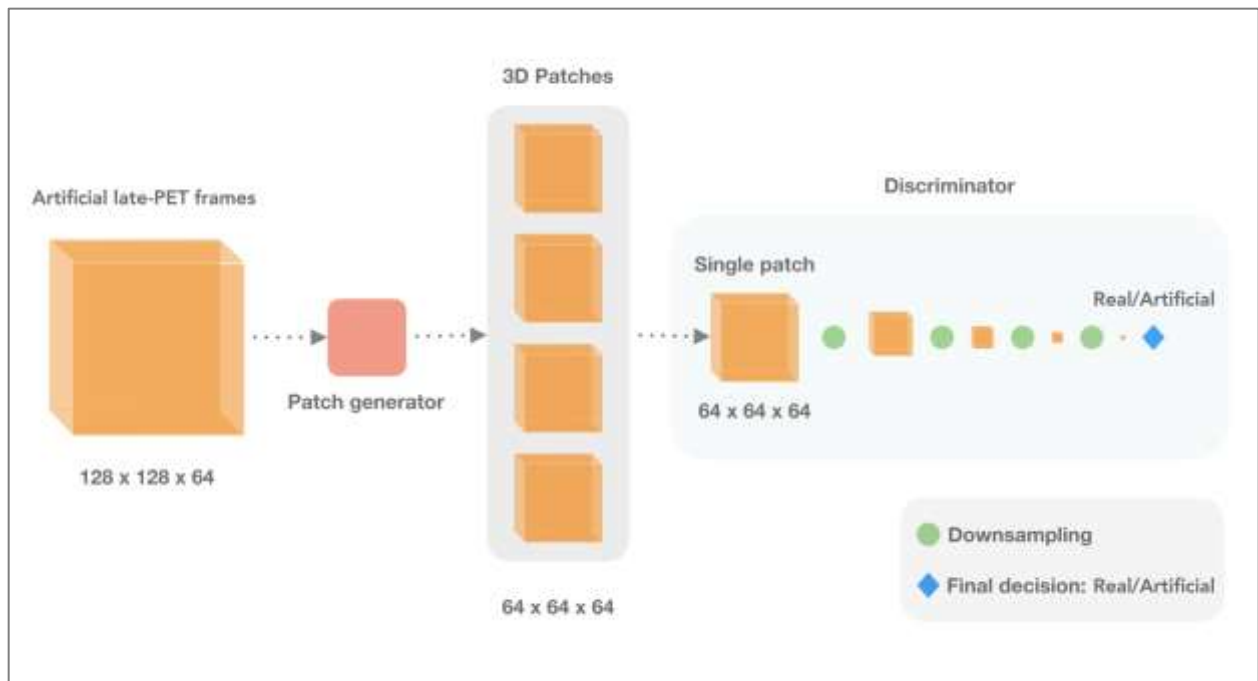 3D Patches
Artificial late-PET frames
Discriminator
Single patch
Real/Artificial
Patch generator
64 x 64 x 64
128 x 128 x 64
64 x 64 x 64
Downsampling
Final decision: Real/Artificial